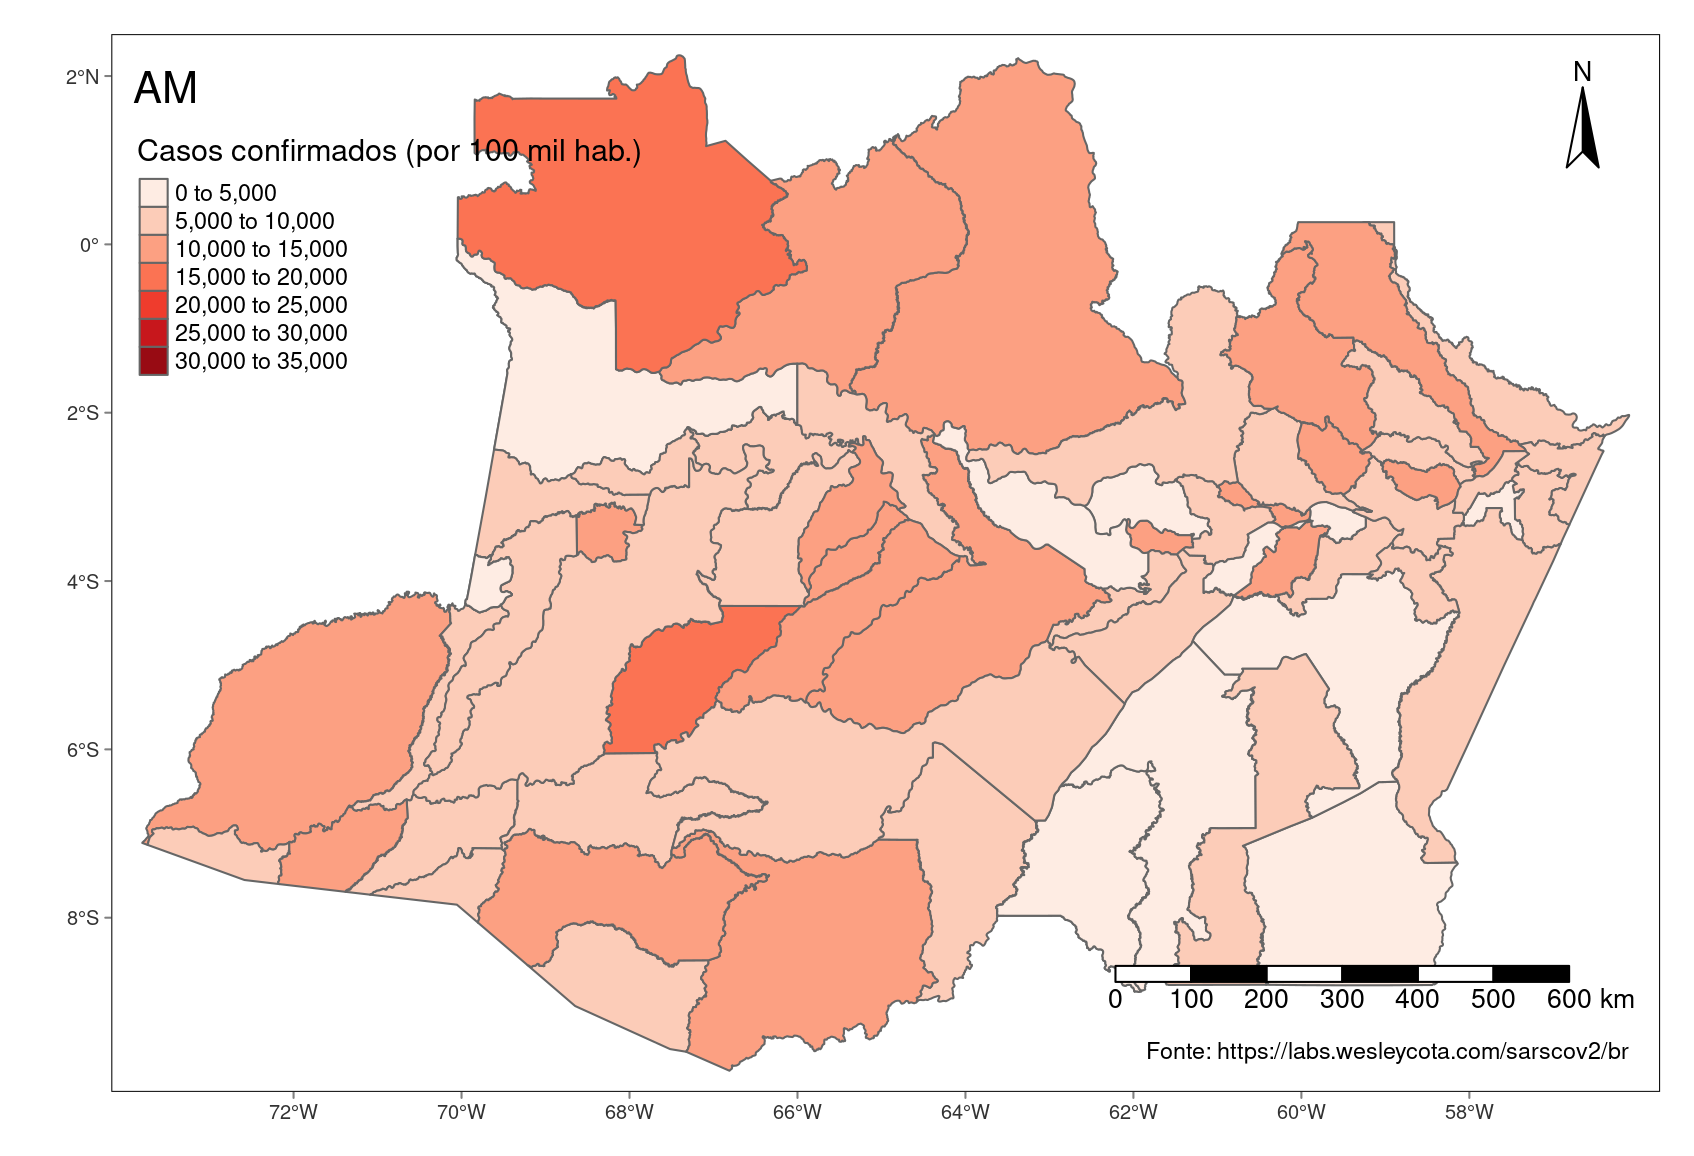 AM
N
Casos confirmados (por 100 mil hab.)
0 to 5,000
5,000 to 10,000
10,000 to 15,000
15,000 to 20,000
20,000 to 25,000
25,000 to 30,000
30,000 to 35,000
2°N
0°
2°S
4°S
6°S
8°S
0 100 200 300 400 500 600 km
Fonte: https://labs.wesleycota.com/sarscov2/br
72°W 70°W 68°W 66°W 64°W 62°W 60°W 58°W